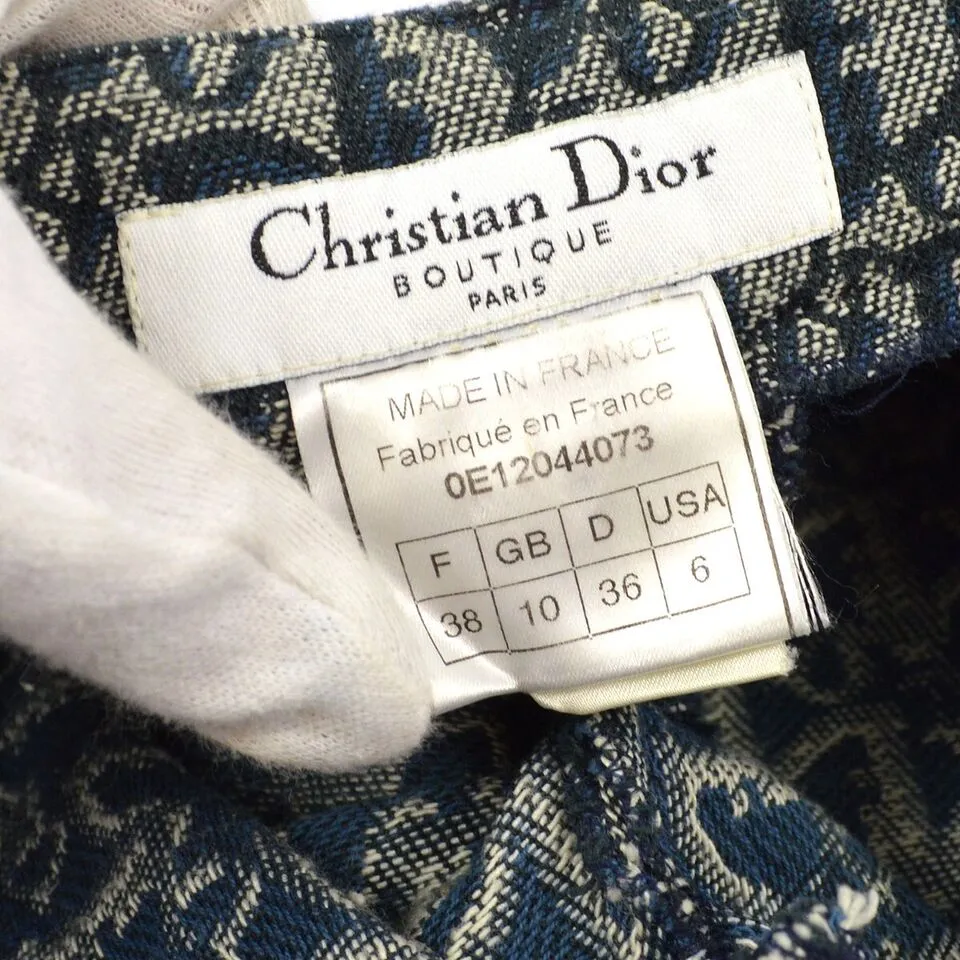 Christian Dior
BOUTIQUE
PARIS
MADE IN FRANCE
Fabriqué en France
0E12044073
F GB D USA
38 10 36 6